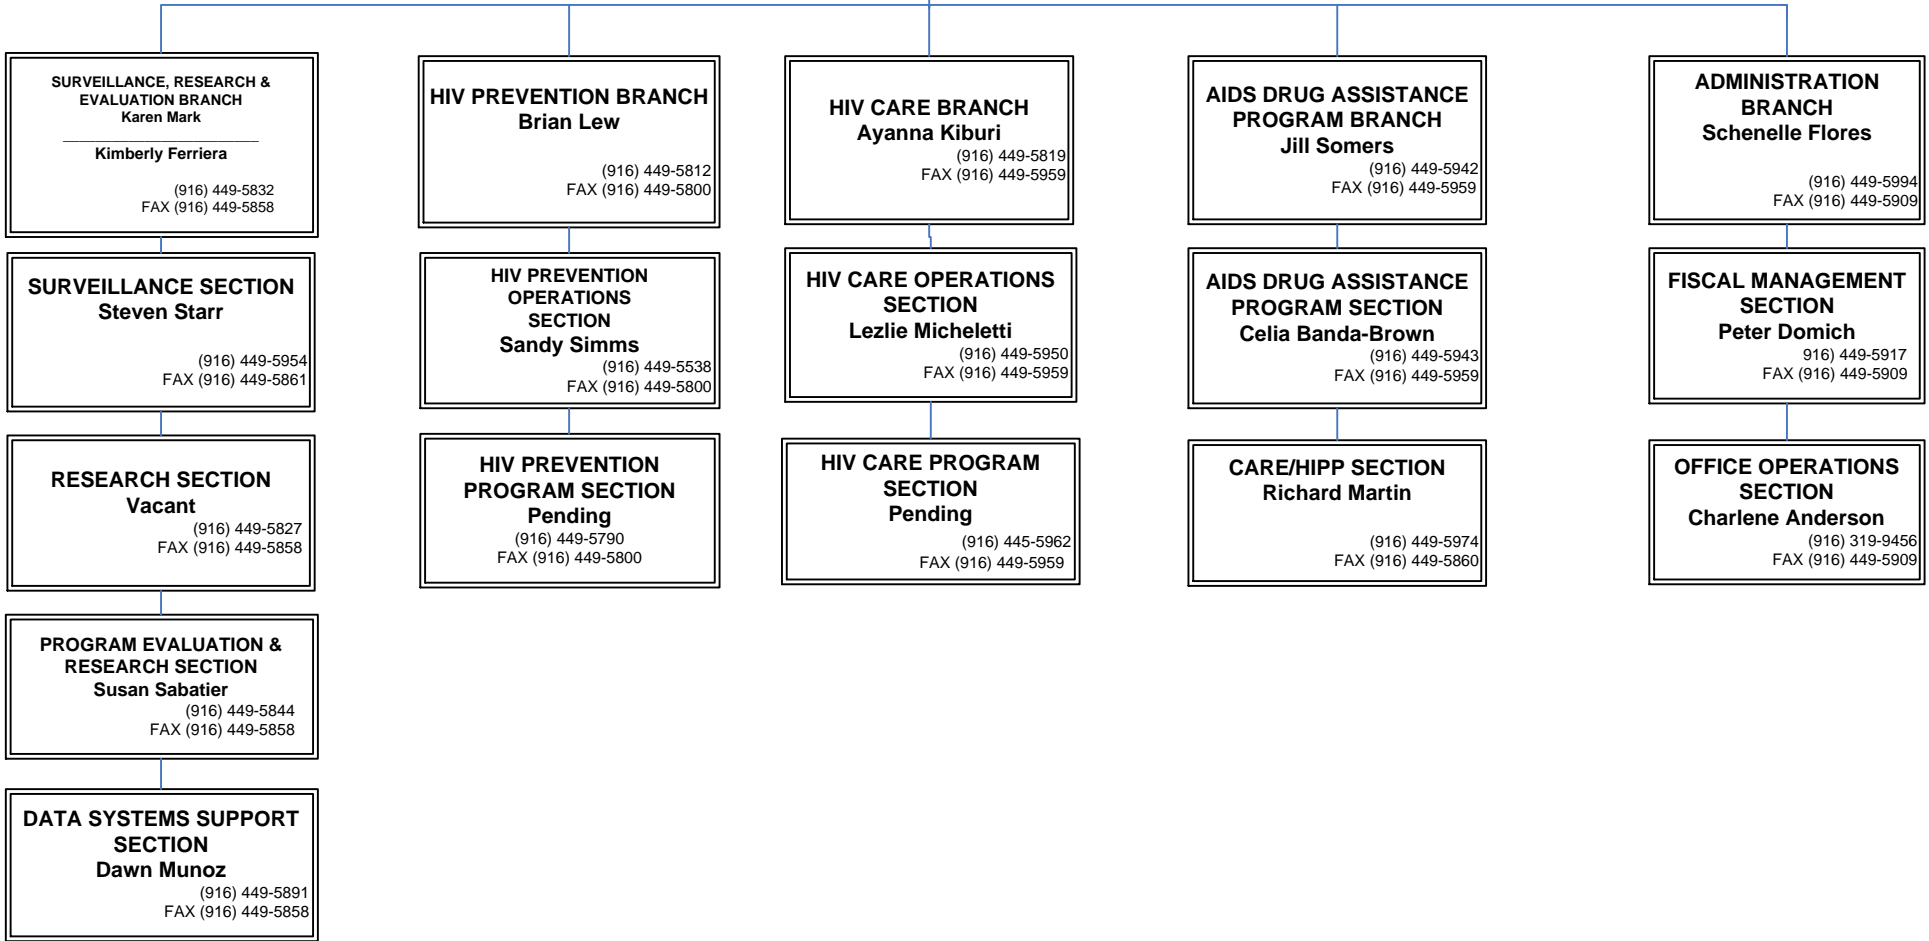 SURVEILLANCE, RESEARCH &
EVALUATION BRANCH
Karen Mark
Kimberly Ferriera
(916) 449-5832
FAX (916) 449-5858
SURVEILLANCE SECTION
Steven Starr
(916) 449-5954
FAX (916) 449-5861
RESEARCH SECTION
Vacant
(916) 449-5827
FAX (916) 449-5858
PROGRAM EVALUATION &
RESEARCH SECTION
Susan Sabatier
(916) 449-5844
FAX (916) 449-5858
DATA SYSTEMS SUPPORT
SECTION
Dawn Munoz
(916) 449-5891
FAX (916) 449-5858
HIV PREVENTION BRANCH
Brian Lew
(916) 449-5812
FAX (916) 449-5800
HIV PREVENTION
OPERATIONS
SECTION
Sandy Simms
(916) 449-5538
FAX (916) 449-5800
HIV PREVENTION
PROGRAM SECTION
Pending
(916) 449-5790
FAX (916) 449-5800
HIV CARE BRANCH
Ayanna Kiburi
(916) 449-5819
FAX (916) 449-5959
HIV CARE OPERATIONS
SECTION
Lezlie Micheletti
(916) 449-5950
FAX (916) 449-5959
HIV CARE PROGRAM
SECTION
Pending
(916) 445-5962
FAX (916) 449-5959
AIDS DRUG ASSISTANCE
PROGRAM BRANCH
Jill Somers
(916) 449-5942
FAX (916) 449-5959
AIDS DRUG ASSISTANCE
PROGRAM SECTION
Celia Banda-Brown
(916) 449-5943
FAX (916) 449-5959
CARE/HIPP SECTION
Richard Martin
(916) 449-5974
FAX (916) 449-5860
ADMINISTRATION
BRANCH
Schenelle Flores
(916) 449-5994
FAX (916) 449-5909
FISCAL MANAGEMENT
SECTION
Peter Domich
916) 449-5917
FAX (916) 449-5909
OFFICE OPERATIONS
SECTION
Charlene Anderson
(916) 319-9456
FAX (916) 449-5909